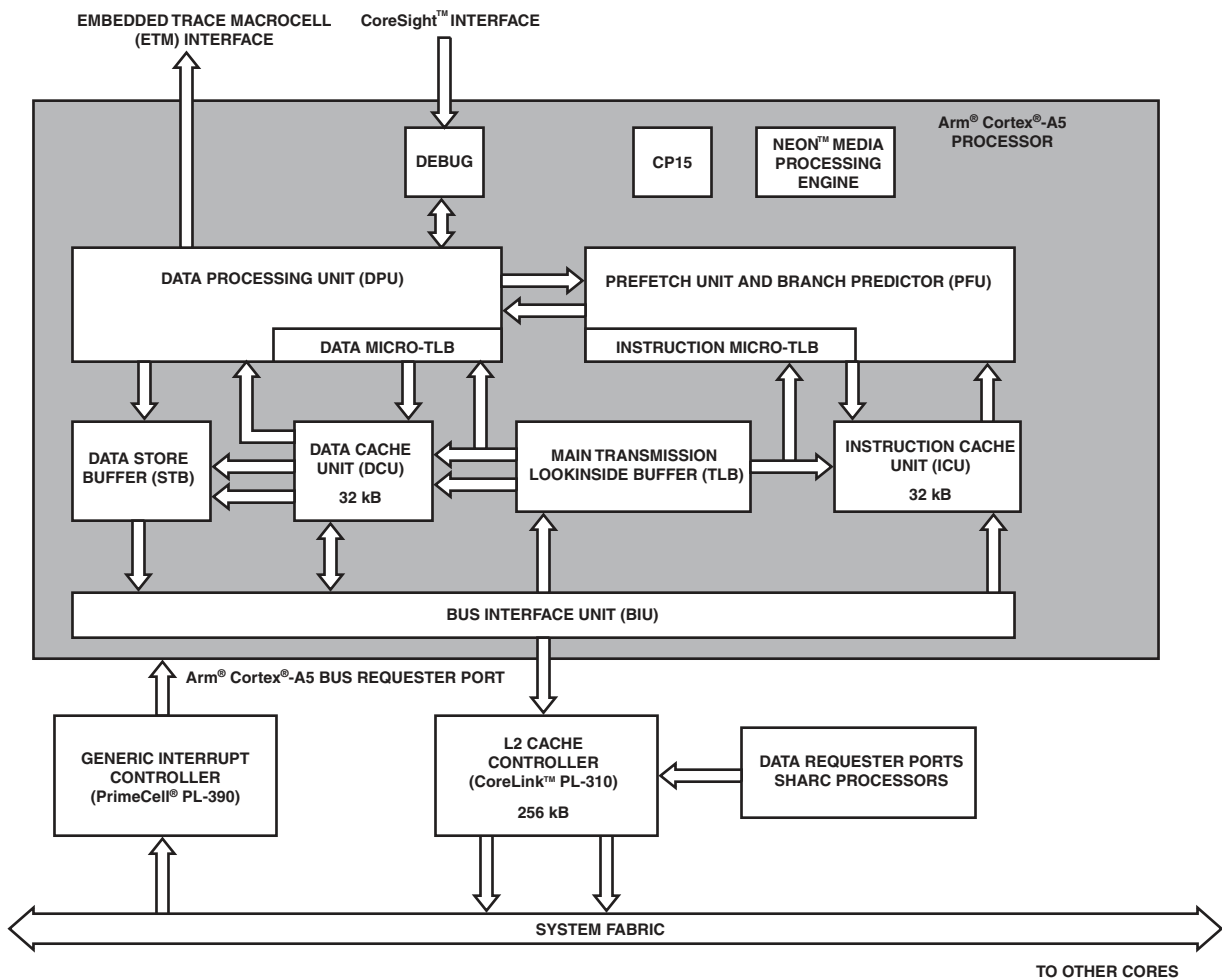 EMBEDDED TRACE MACROCELL
(ETM) INTERFACE
CoreSight™ INTERFACE
Arm® Cortex®-A5
PROCESSOR
DEBUG
CP15
NEON™ MEDIA
PROCESSING
ENGINE
DATA PROCESSING UNIT (DPU)
PREFETCH UNIT AND BRANCH PREDICTOR (PFU)
DATA MICRO-TLB
INSTRUCTION MICRO-TLB
DATA STORE
BUFFER (STB)
DATA CACHE
UNIT (DCU)
32 kB
MAIN TRANSMISSION
LOOKINSIDE BUFFER (TLB)
INSTRUCTION CACHE
UNIT (ICU)
32 kB
BUS INTERFACE UNIT (BIU)
Arm® Cortex®-A5 BUS REQUESTER PORT
GENERIC INTERRUPT
CONTROLLER
(PrimeCell® PL-390)
L2 CACHE
CONTROLLER
(CoreLink™ PL-310)
256 kB
DATA REQUESTER PORTS
SHARC PROCESSORS
SYSTEM FABRIC
TO OTHER CORES